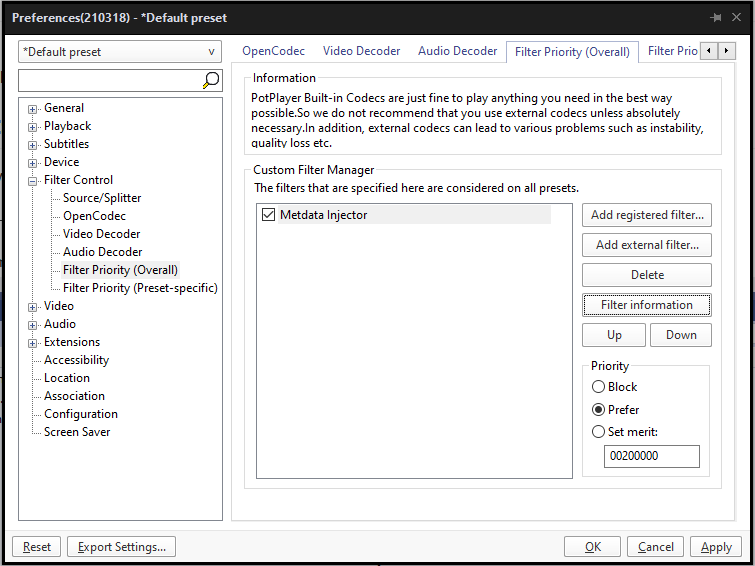 Preferences(210318) - *Default preset
*Default preset
OpenCodec Video Decoder Audio Decoder Filter Priority (Overall) Filter Prio
General
Playback
Subtitles
Device
Filter Control
Source/Splitter
OpenCodec
Video Decoder
Audio Decoder
Filter Priority (Overall)
Filter Priority (Preset-specific)
Video
Audio
Extensions
Accessibility
Location
Association
Configuration
Screen Saver
Information
PotPlayer Built-in Codecs are just fine to play anything you need in the best way
possible.So we do not recommend that you use external codecs unless absolutely
necessary.In addition, external codecs can lead to various problems such as instability,
quality loss etc.
Custom Filter Manager
The filters that are specified here are considered on all presets.
Metdata Injector
Add registered filter...
Add external filter...
Delete
Filter information
Up Down
Priority
Block
Prefer
Set merit:
00200000
Reset Export Settings... OK Cancel Apply